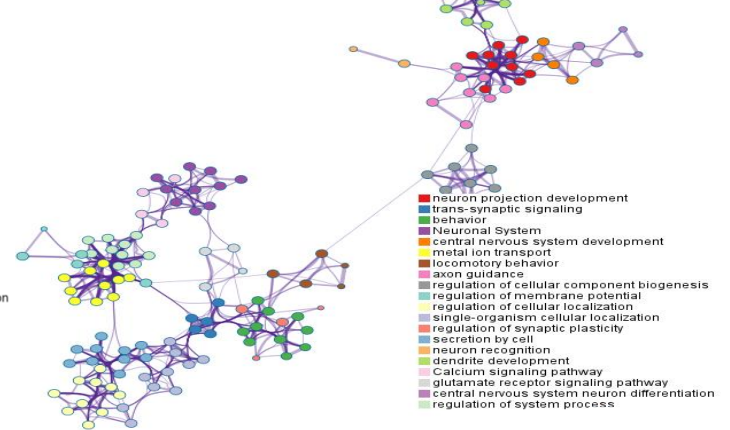 on
neuron projection development
trans-synaptic signaling
behavior
Neuronal System
central nervous system development
metal ion transport
locomotory behavior
axon guidance
regulation of cellular component biogenesis
regulation of membrane potential
regulation of cellular localization
single-organism cellular localization
regulation of synaptic plasticity
secretion by cell
neuron recognition
dendrite development
Calcium signaling pathway
glutamate receptor signaling pathway
central nervous system neuron differentiation
regulation of system process